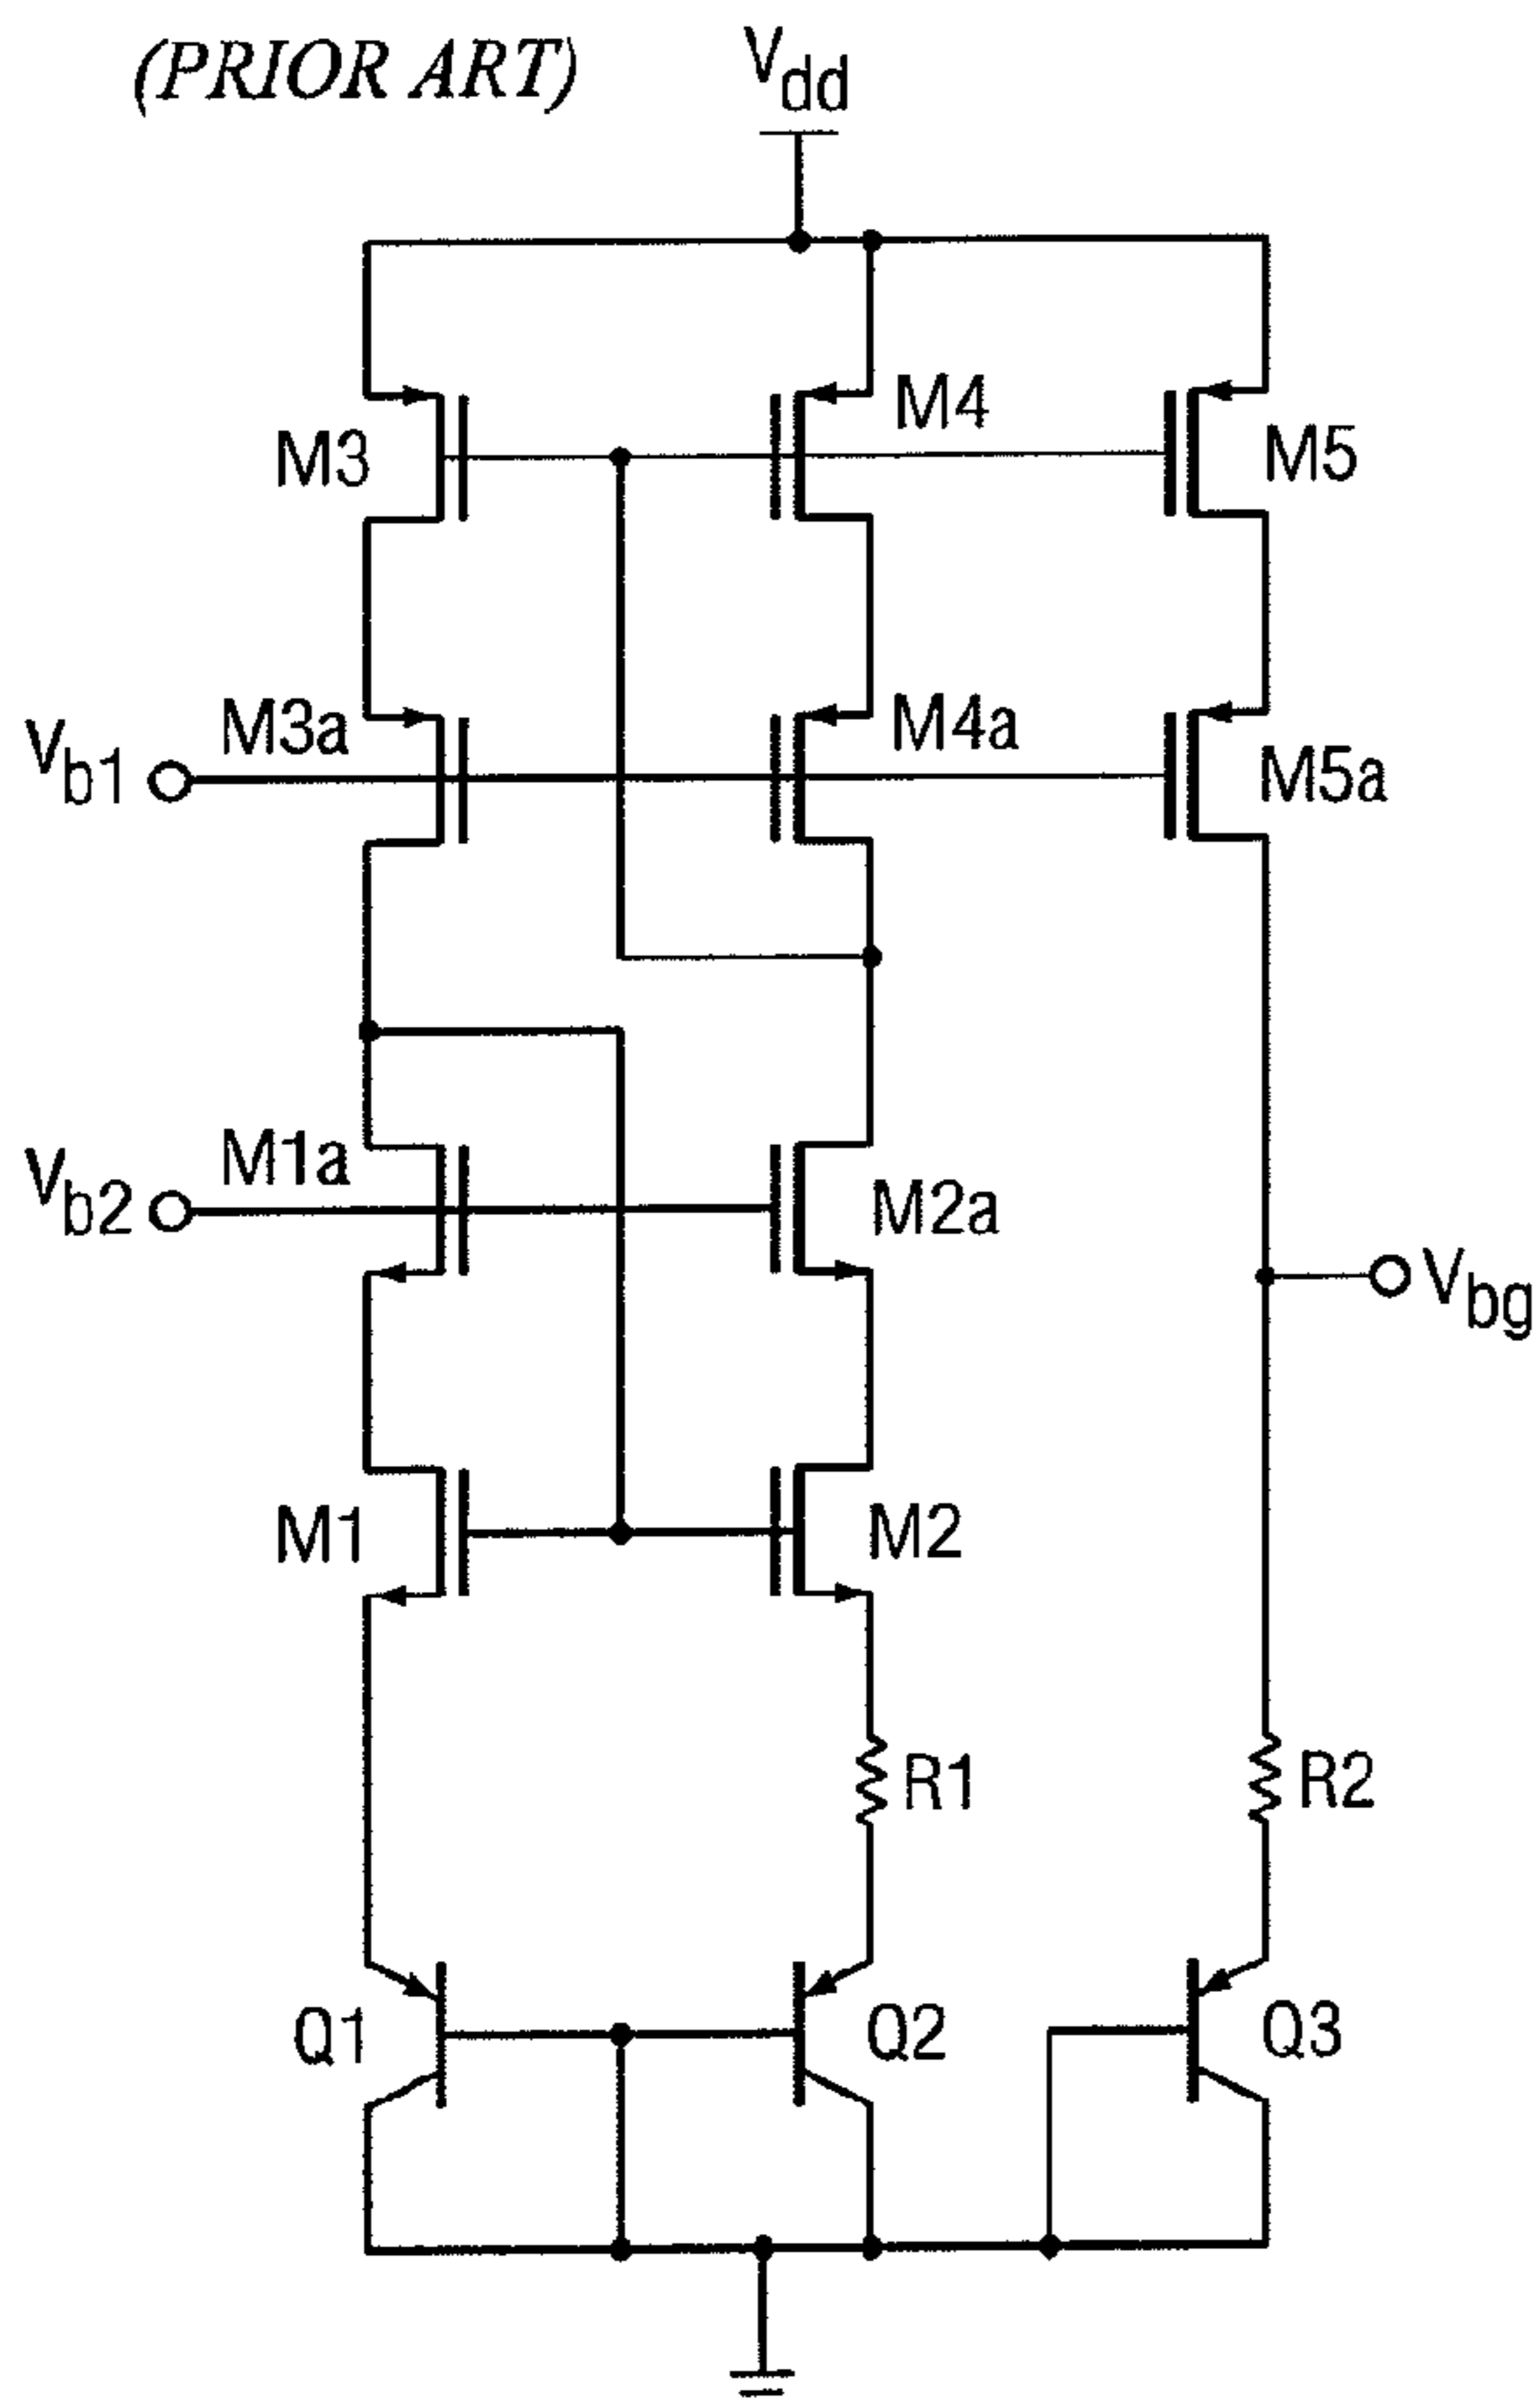 (PRIOR ART)
Vdd
M3
M4
M5
Vb1
M3a
M4a
M5a
Vb2
M1a
M2a
Vbg
M1
M2
R1
R2
Q1
Q2
Q3